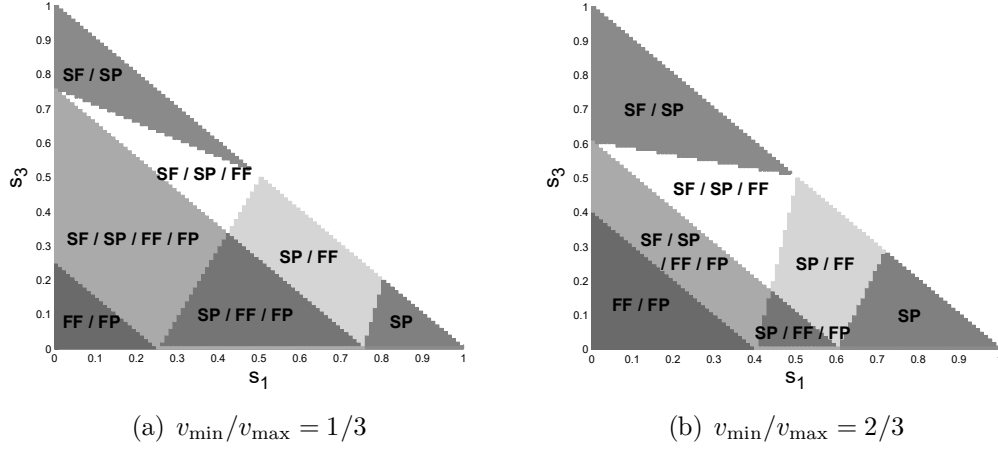 1
0.9
0.8
0.7
0.6
0.5
0.4
0.3
0.2
0.1
0
s3
SF / SP
SF / SP / FF
SF / SP / FF / FP
SP / FF
FF / FP
SP / FF / FP
SP
0 0.1 0.2 0.3 0.4 0.5 0.6 0.7 0.8 0.9 1
s1
(a) vmin/vmax = 1/3
1
0.9
0.8
0.7
0.6
0.5
0.4
0.3
0.2
0.1
0
s3
SF / SP
SF / SP / FF
SF / SP
/ FF / FP
SP / FF
FF / FP
SP / FF / FP
SP
0 0.1 0.2 0.3 0.4 0.5 0.6 0.7 0.8 0.9 1
s1
(b) vmin/vmax = 2/3